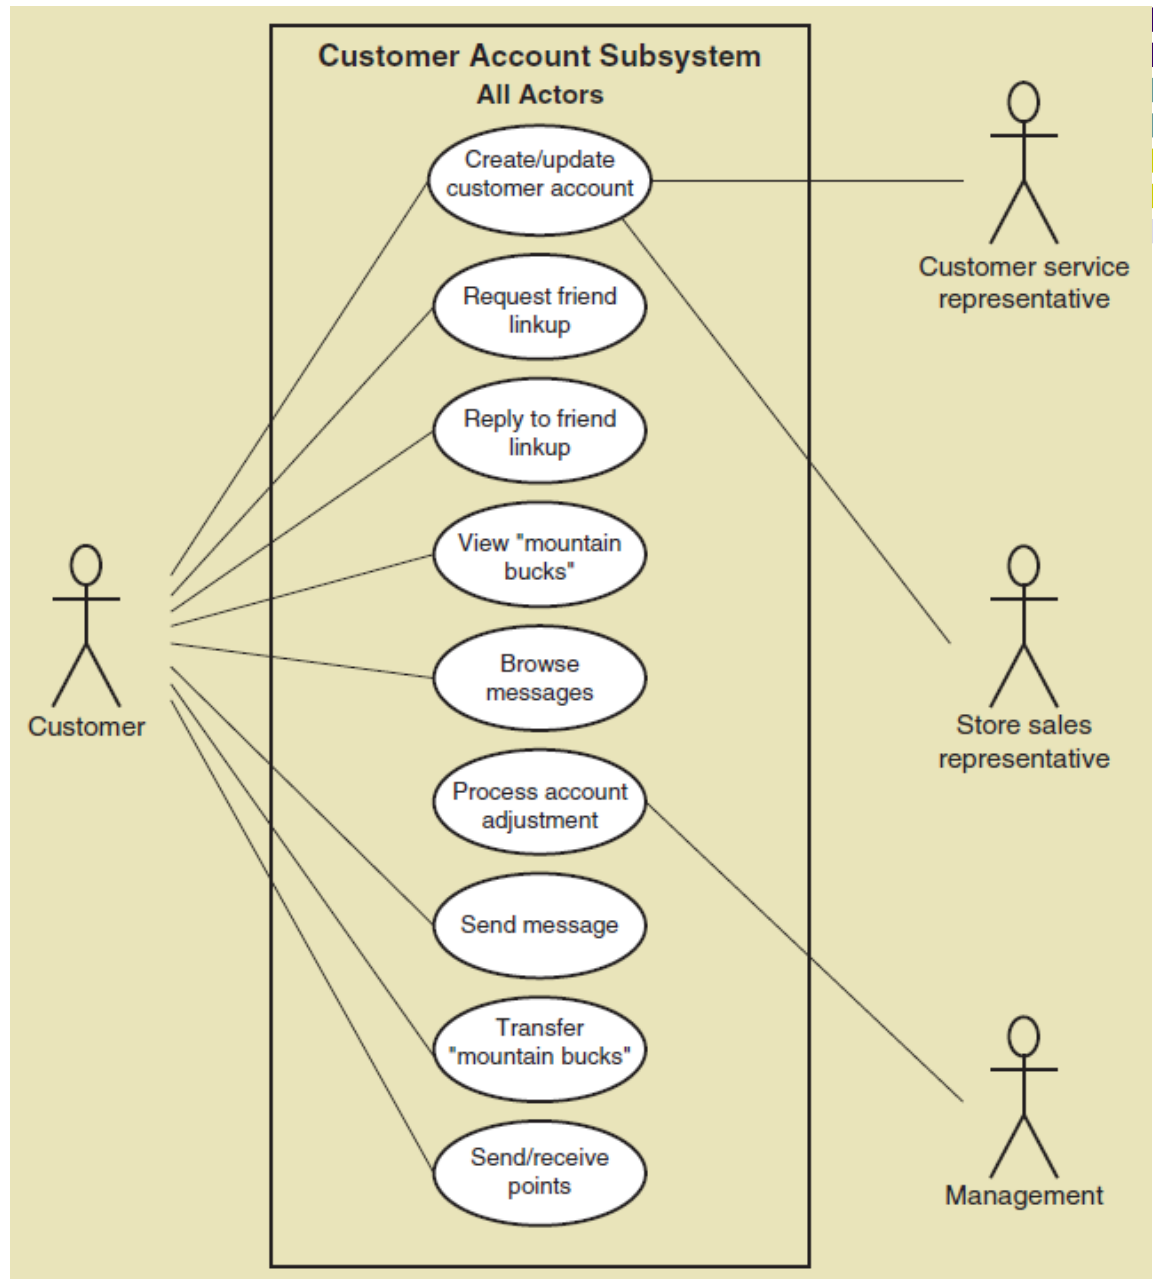 Customer Account Subsystem
All Actors
Create/update
customer account
Request friend
linkup
Reply to friend
linkup
View "mountain
bucks"
Browse
messages
Process account
adjustment
Send message
Transfer
"mountain bucks"
Send/receive
points
Customer
Customer service
representative
Store sales
representative
Management